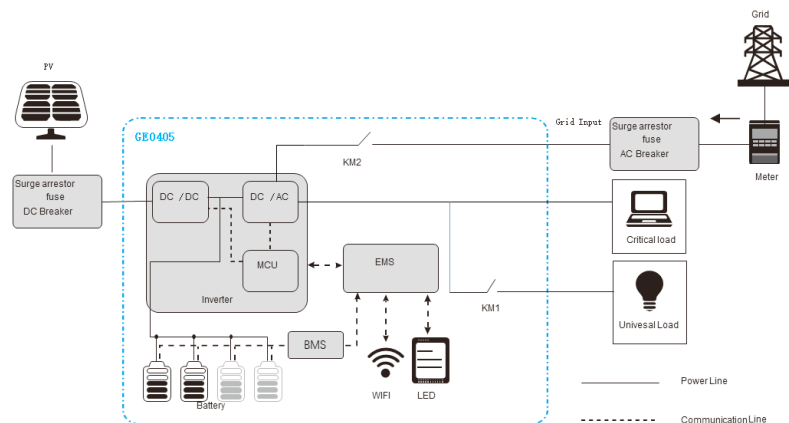 Grid
PV
GE0405
Grid Input
Surge arrestor
fuse
AC Breaker
KM2
Meter
Surge arrestor
fuse
DC Breaker
DC / DC
DC / AC
MCU
Inverter
EMS
Critical load
KM1
Univesal Load
BMS
WIFI
LED
Battery
Power Line
Communication Line